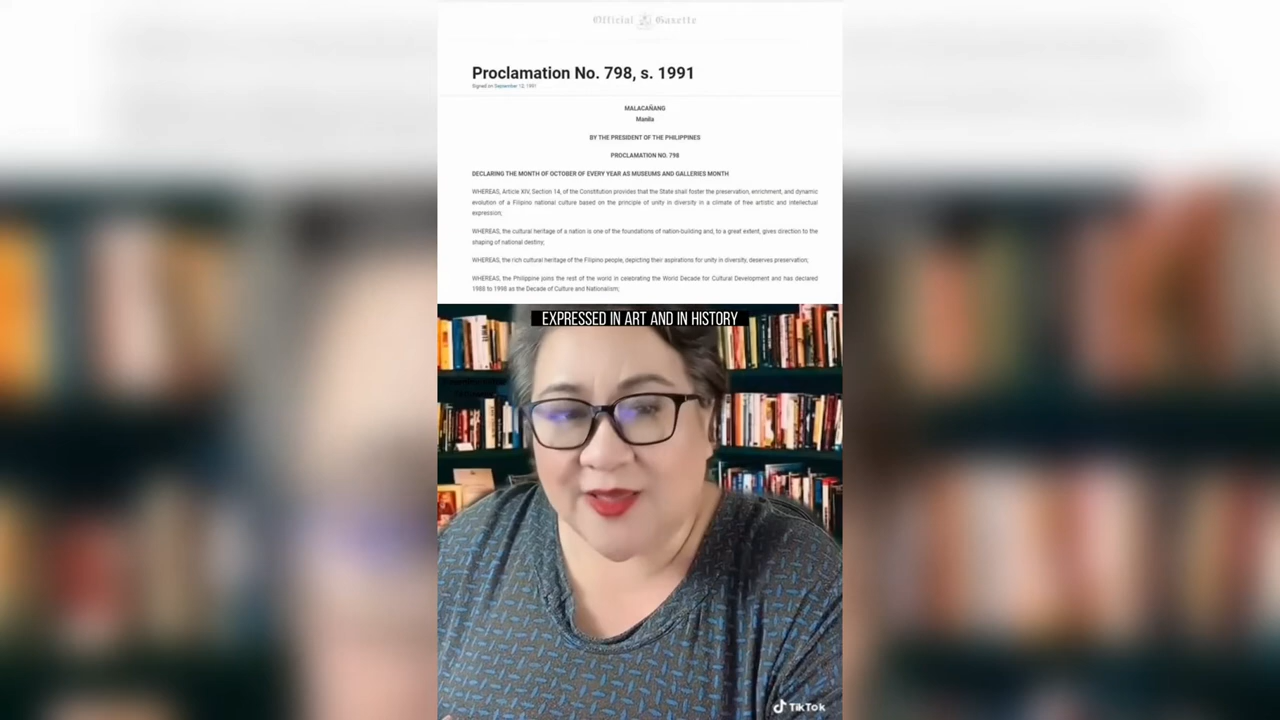 Official Gazette
Proclamation No. 798, s. 1991
Signed on September 12, 1991
MALACAÑANG
Manila
BY THE PRESIDENT OF THE PHILIPPINES
PROCLAMATION NO. 798
DECLARING THE MONTH OF OCTOBER OF EVERY YEAR AS MUSEUMS AND GALLERIES MONTH
WHEREAS, Article XIV, Section 14, of the Constitution provides that the State shall foster the preservation, enrichment, and dynamic
evolution of a Filipino national culture based on the principle of unity in diversity in a climate of free artistic and intellectual
expression;
WHEREAS, the cultural heritage of a nation is one of the foundations of nation-building and, to a great extent, gives direction to the
shaping of national destiny;
WHEREAS, the rich cultural heritage of the Filipino people, depicting their aspirations for unity in diversity, deserves preservation;
WHEREAS, the Philippine joins the rest of the world in celebrating the World Decade for Cultural Development and has declared
1988 to 1998 as the Decade of Culture and Nationalism;
EXPRESSED IN ART AND IN HISTORY
TikTok